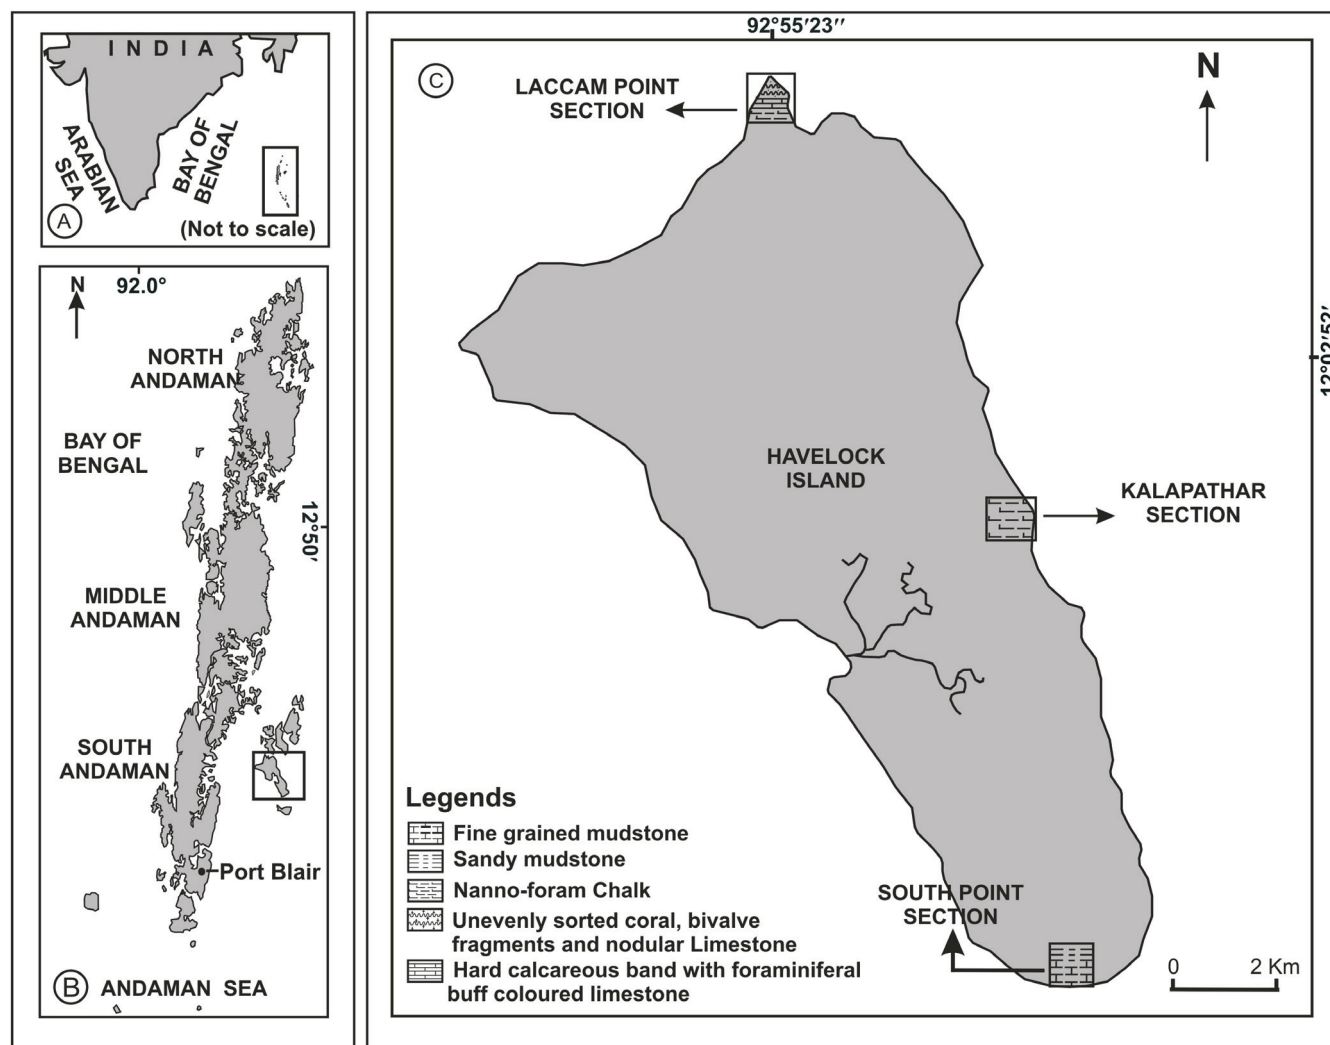 I N D I A
ARABIAN
SEA
BAY OF
BENGAL
A
(Not to scale)
N
92.0°
NORTH
ANDAMAN
BAY OF
BENGAL
12°50′
MIDDLE
ANDAMAN
SOUTH
ANDAMAN
Port Blair
B
ANDAMAN SEA
92°55′23′′
C
LACCAM POINT
SECTION
N
12°02′52′
HAVELOCK
ISLAND
KALAPATHAR
SECTION
Legends
Fine grained mudstone
Sandy mudstone
Nanno-foram Chalk
Unevenly sorted coral, bivalve
fragments and nodular Limestone
Hard calcareous band with foraminiferal
buff coloured limestone
SOUTH POINT
SECTION
0 2 Km